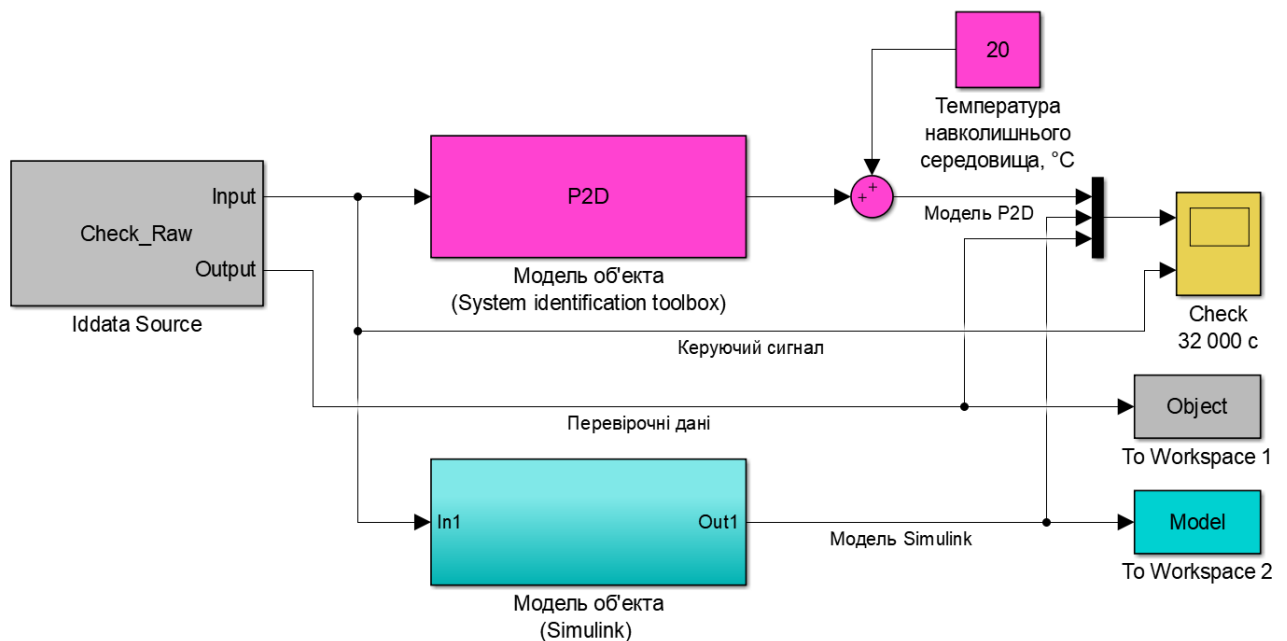 20
Температура
навколишнього
середовища, °C
Check_Raw
Input
Output
Iddata Source
P2D
Модель об'єкта
(System identification toolbox)
+
+
Модель P2D
Check
32 000 с
Керуючий сигнал
Перевірочні дані
Object
To Workspace 1
In1
Out1
Модель об'єкта
(Simulink)
Модель Simulink
Model
To Workspace 2